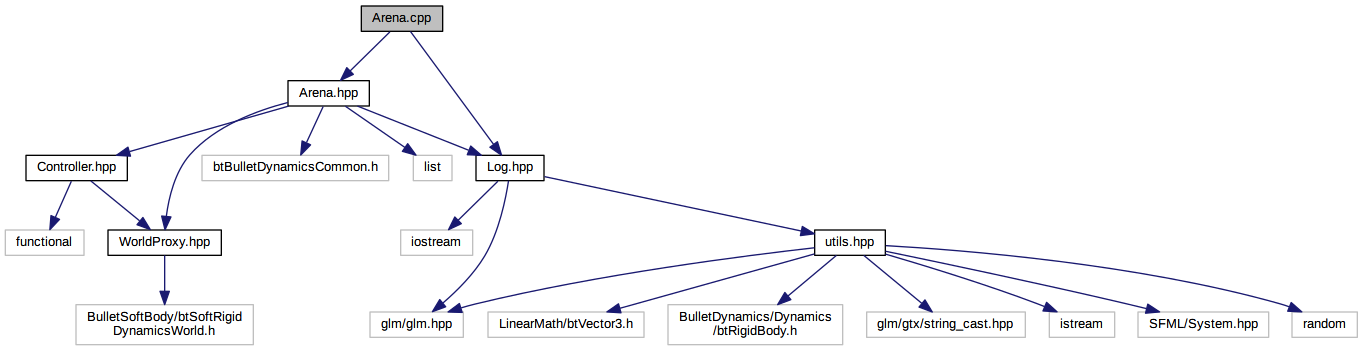 Arena.cpp
Arena.hpp
Controller.hpp
btBulletDynamicsCommon.h
list
Log.hpp
functional
WorldProxy.hpp
iostream
utils.hpp
BulletSoftBody/btSoftRigid
DynamicsWorld.h
glm/glm.hpp
LinearMath/btVector3.h
BulletDynamics/Dynamics
/btRigidBody.h
glm/gtx/string_cast.hpp
istream
SFML/System.hpp
random